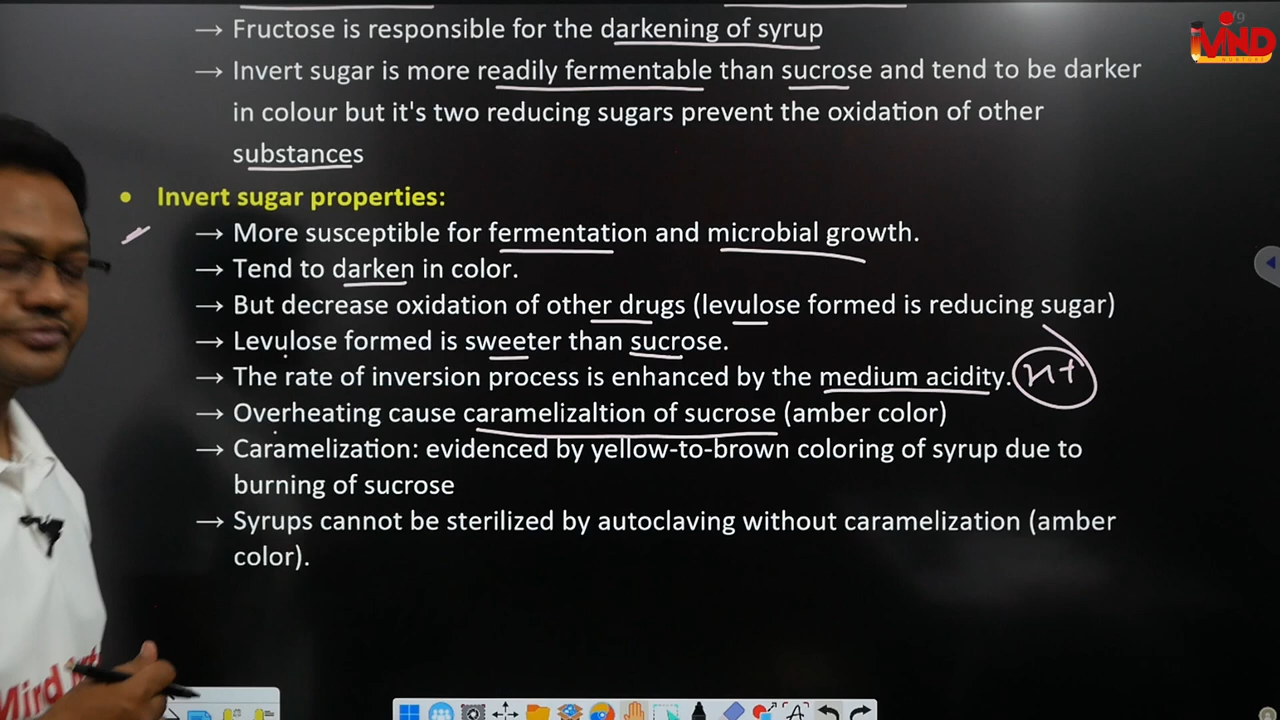 → Fructose is responsible for the darkening of syrup
→ Invert sugar is more readily fermentable than sucrose and tend to be darker
in colour but it's two reducing sugars prevent the oxidation of other
substances
• Invert sugar properties:
→ More susceptible for fermentation and microbial growth.
→ Tend to darken in color.
→ But decrease oxidation of other drugs (levulose formed is reducing sugar)
→ Levulose formed is sweeter than sucrose.
→ The rate of inversion process is enhanced by the medium acidity. H+
→ Overheating cause caramelizaltion of sucrose (amber color)
→ Caramelization: evidenced by yellow-to-brown coloring of syrup due to
burning of sucrose
→ Syrups cannot be sterilized by autoclaving without caramelization (amber
color).
MIND
NURTURE
/9